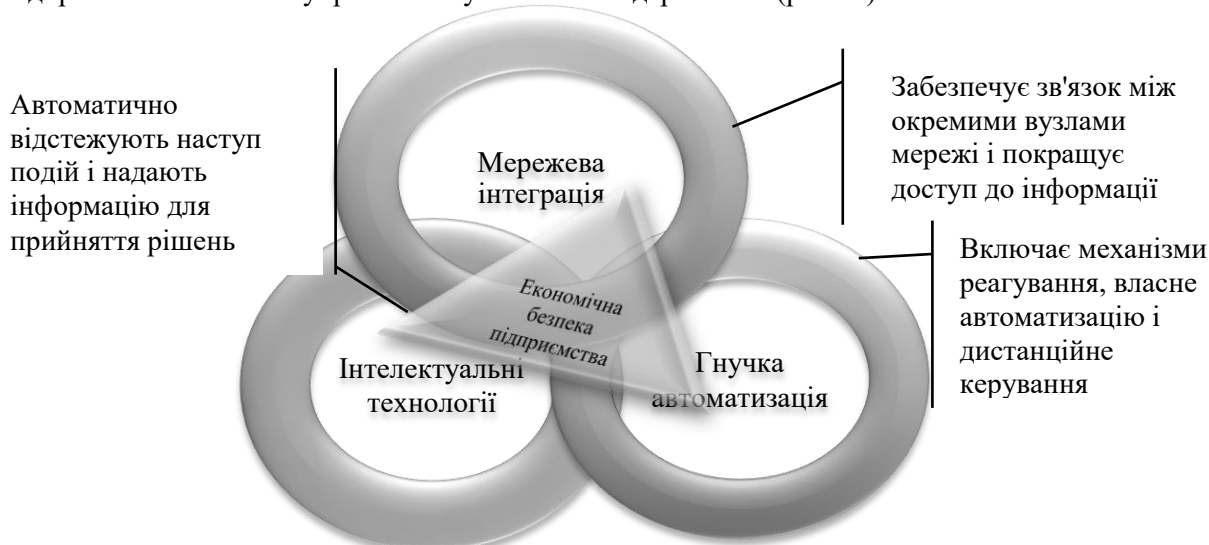 Автоматично
відстежують наступ
подій і надають
інформацію для
прийняття рішень
Мережева
інтеграція
Забезпечує зв'язок між
окремими вузлами
мережі і покращує
доступ до інформації
Економічна
безпека
підприємства
Інтелектуальні
технології
Гнучка
автоматизація
Включає механізми
реагування, власне
автоматизацію і
дистанційне
керування